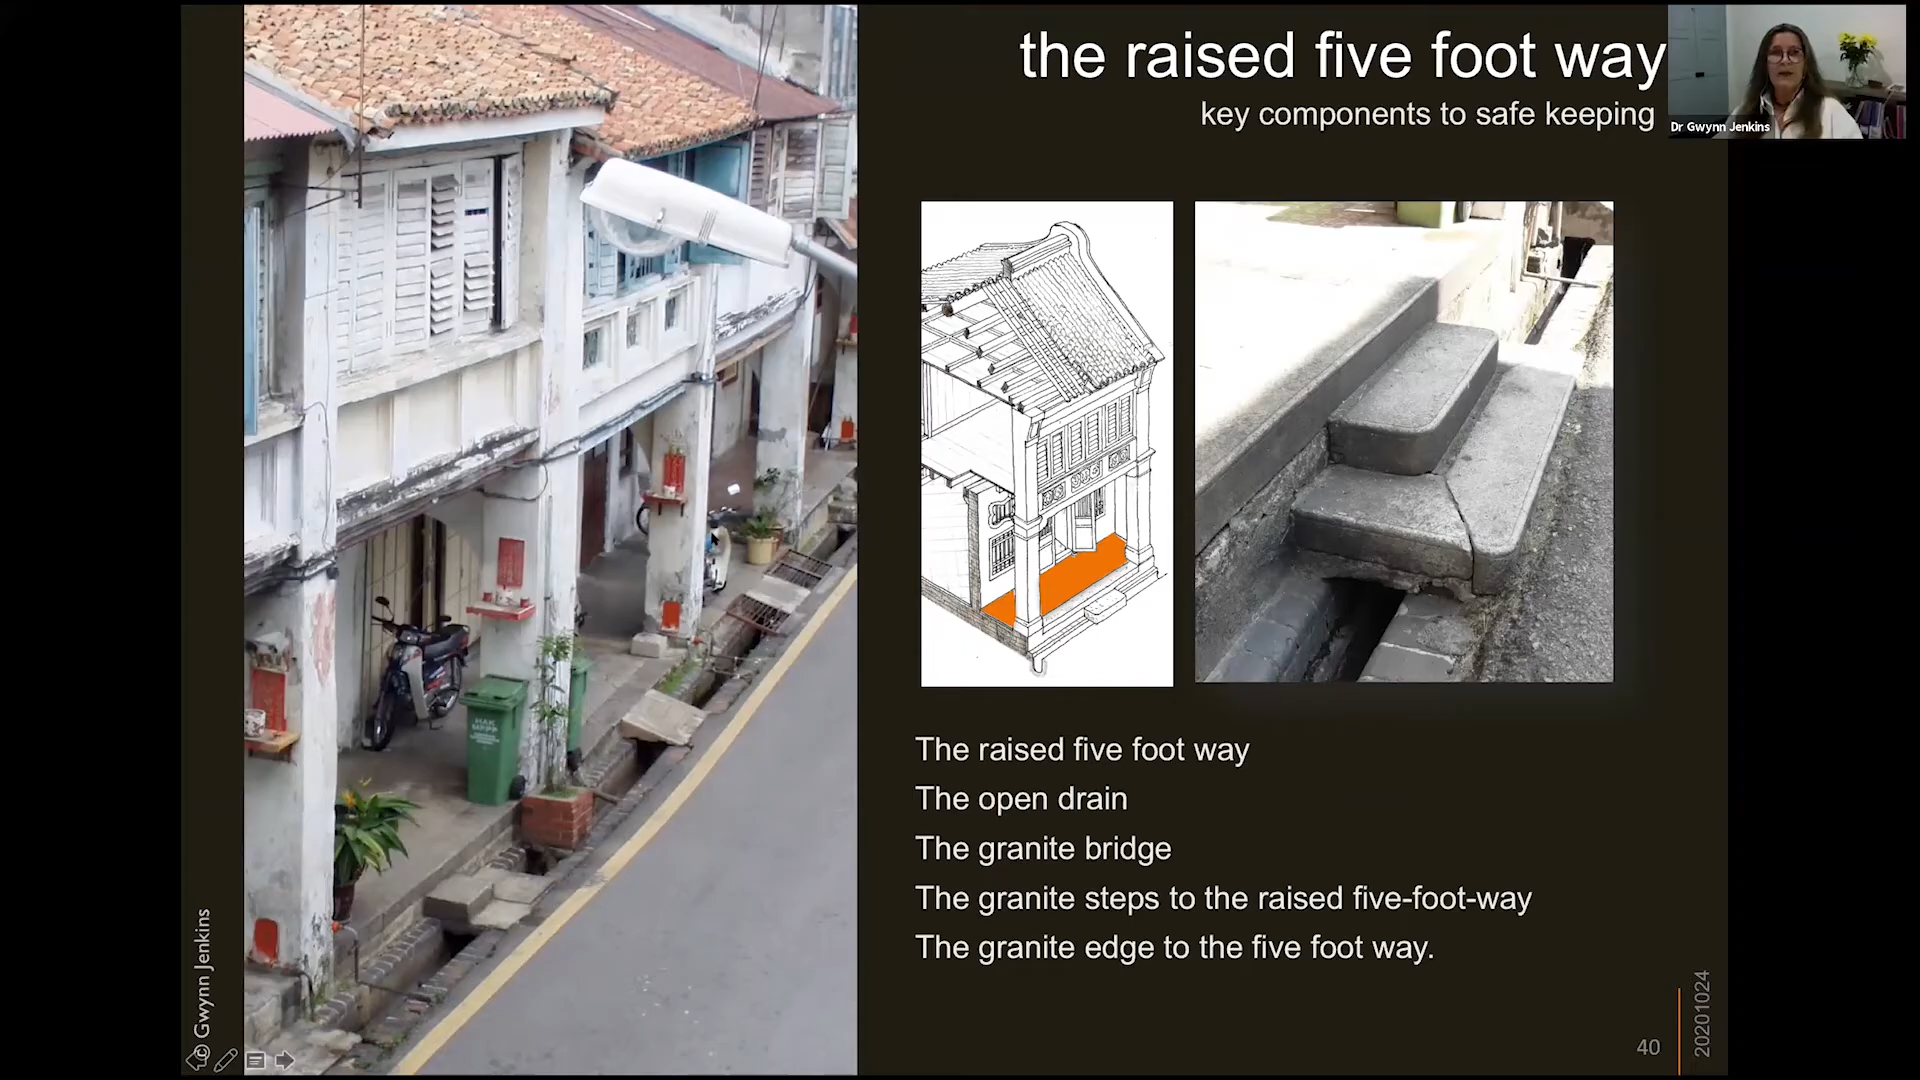 the raised five foot way
key components to safe keeping
Dr Gwynn Jenkins
HAK
MPPP
The raised five foot way
The open drain
The granite bridge
The granite steps to the raised five-foot-way
The granite edge to the five foot way.
© Gwynn Jenkins
40
20201024